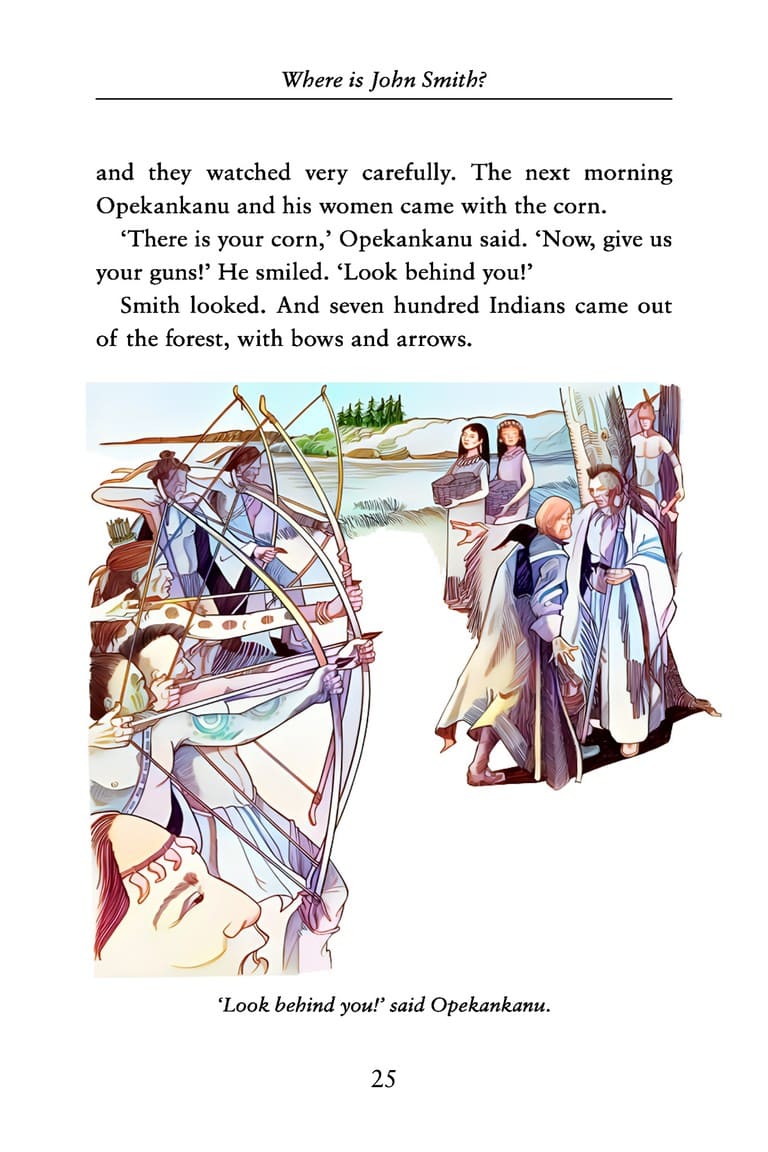 Where is John Smith?
and they watched very carefully. The next morning
Opekankanu and his women came with the corn.
‘There is your corn,’ Opekankanu said. ‘Now, give us
your guns!’ He smiled. ‘Look behind you!’
Smith looked. And seven hundred Indians came out
of the forest, with bows and arrows.
‘Look behind you!’ said Opekankanu.
25